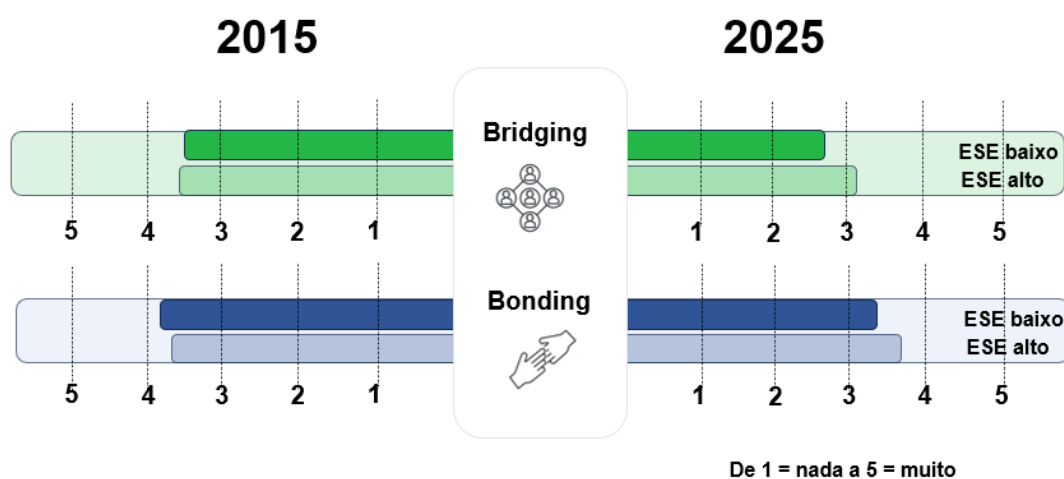 2015
2025
Bridging
ESE baixo
ESE alto
5 4 3 2 1
1 2 3 4 5
Bonding
ESE baixo
ESE alto
5 4 3 2 1
1 2 3 4 5
De 1 = nada a 5 = muito